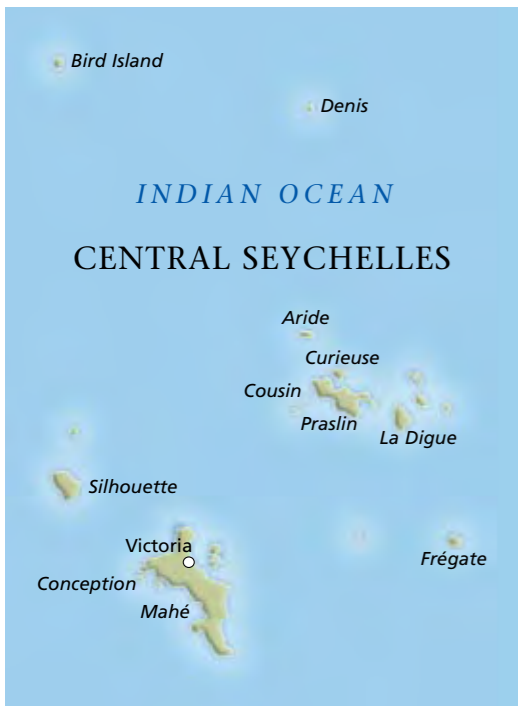 Bird Island
Denis
INDIAN OCEAN
CENTRAL SEYCHELLES
Aride
Curieuse
Cousin
Praslin
La Digue
Silhouette
Victoria
Frégate
Conception
Mahé